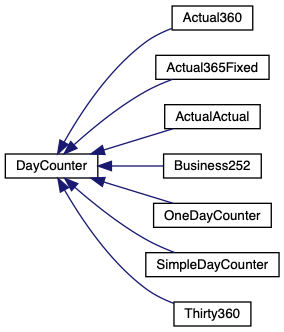 Actual360
Actual365Fixed
ActualActual
DayCounter
Business252
OneDayCounter
SimpleDayCounter
Thirty360